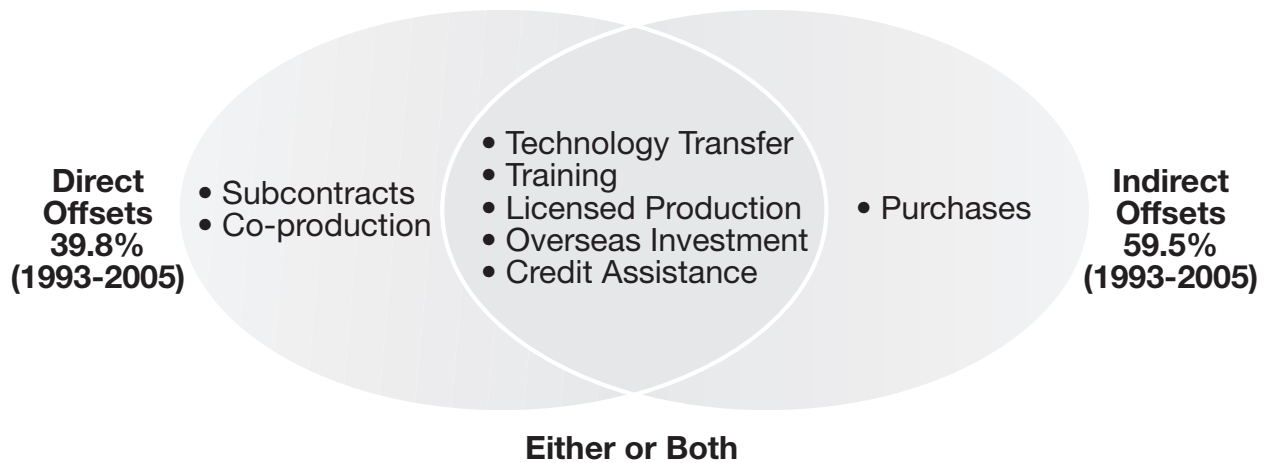 Direct
Offsets
39.8%
(1993-2005)
• Subcontracts
• Co-production
• Technology Transfer
• Training
• Licensed Production
• Overseas Investment
• Credit Assistance
• Purchases
Indirect
Offsets
59.5%
(1993-2005)
Either or Both